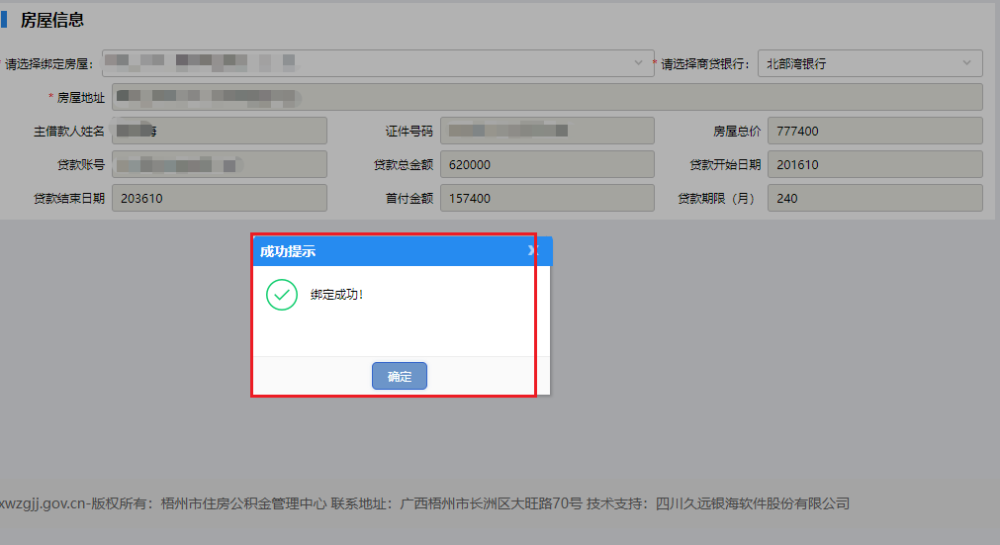 房屋信息
* 请选择绑定房屋： * 请选择商贷银行： 北部湾银行
* 房屋地址
主借款人姓名 证件号码 房屋总价 777400
贷款账号 贷款总金额 620000 贷款开始日期 201610
贷款结束日期 203610 首付金额 157400 贷款期限（月） 240
成功提示
绑定成功！
确定
xwzgjj.gov.cn-版权所有：梧州市住房公积金管理中心 联系地址：广西梧州市长洲区大旺路70号 技术支持：四川久远银海软件股份有限公司